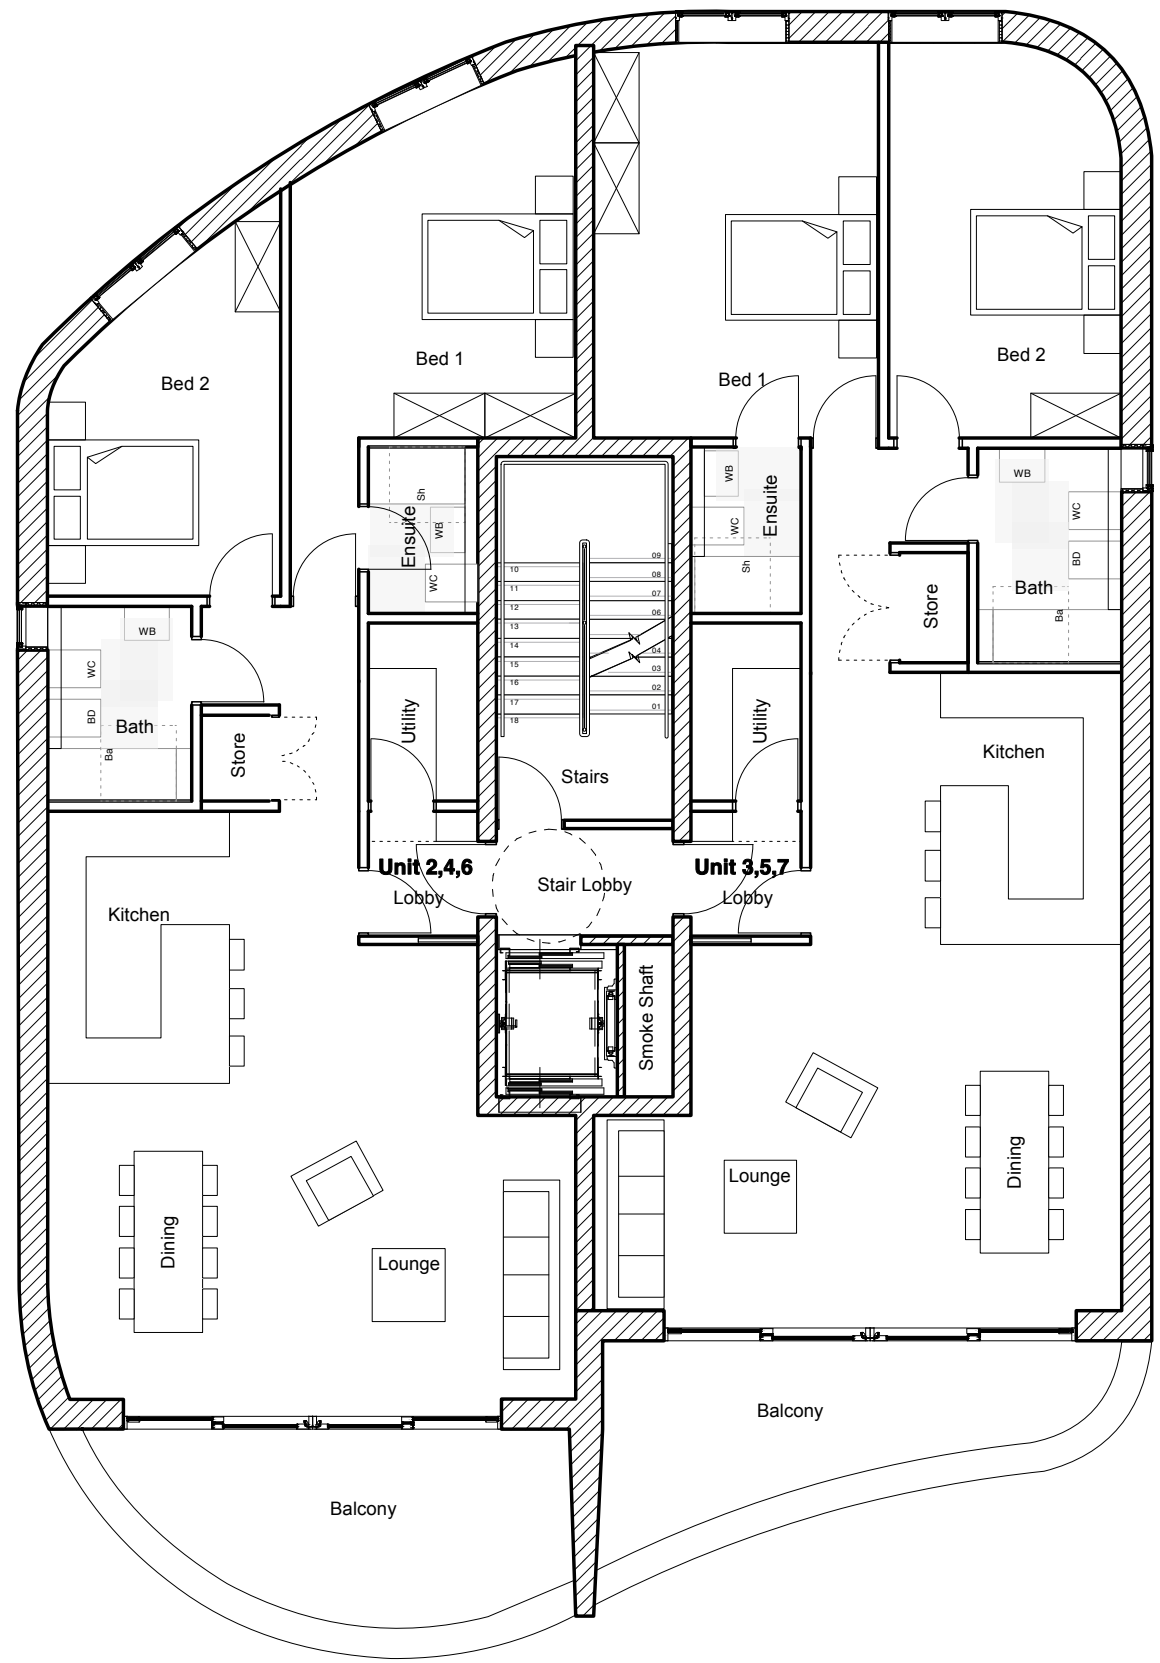 Bed 2
Bed 1
Bed 1
Bed 2
Sh
Ensuite
WB
WC
WB
WC
Ensuite
Sh
WB
WC
BD
Bath
Ba
Store
WB
WC
BD
Bath
Ba
Store
10
11
12
13
14
15
16
17
18
09
08
07
06
04
03
02
01
Utility
Utility
Stairs
Kitchen
Unit 2,4,6
Lobby
Stair Lobby
Unit 3,5,7
Lobby
Kitchen
Smoke Shaft
Dining
Lounge
Lounge
Dining
Balcony
Balcony